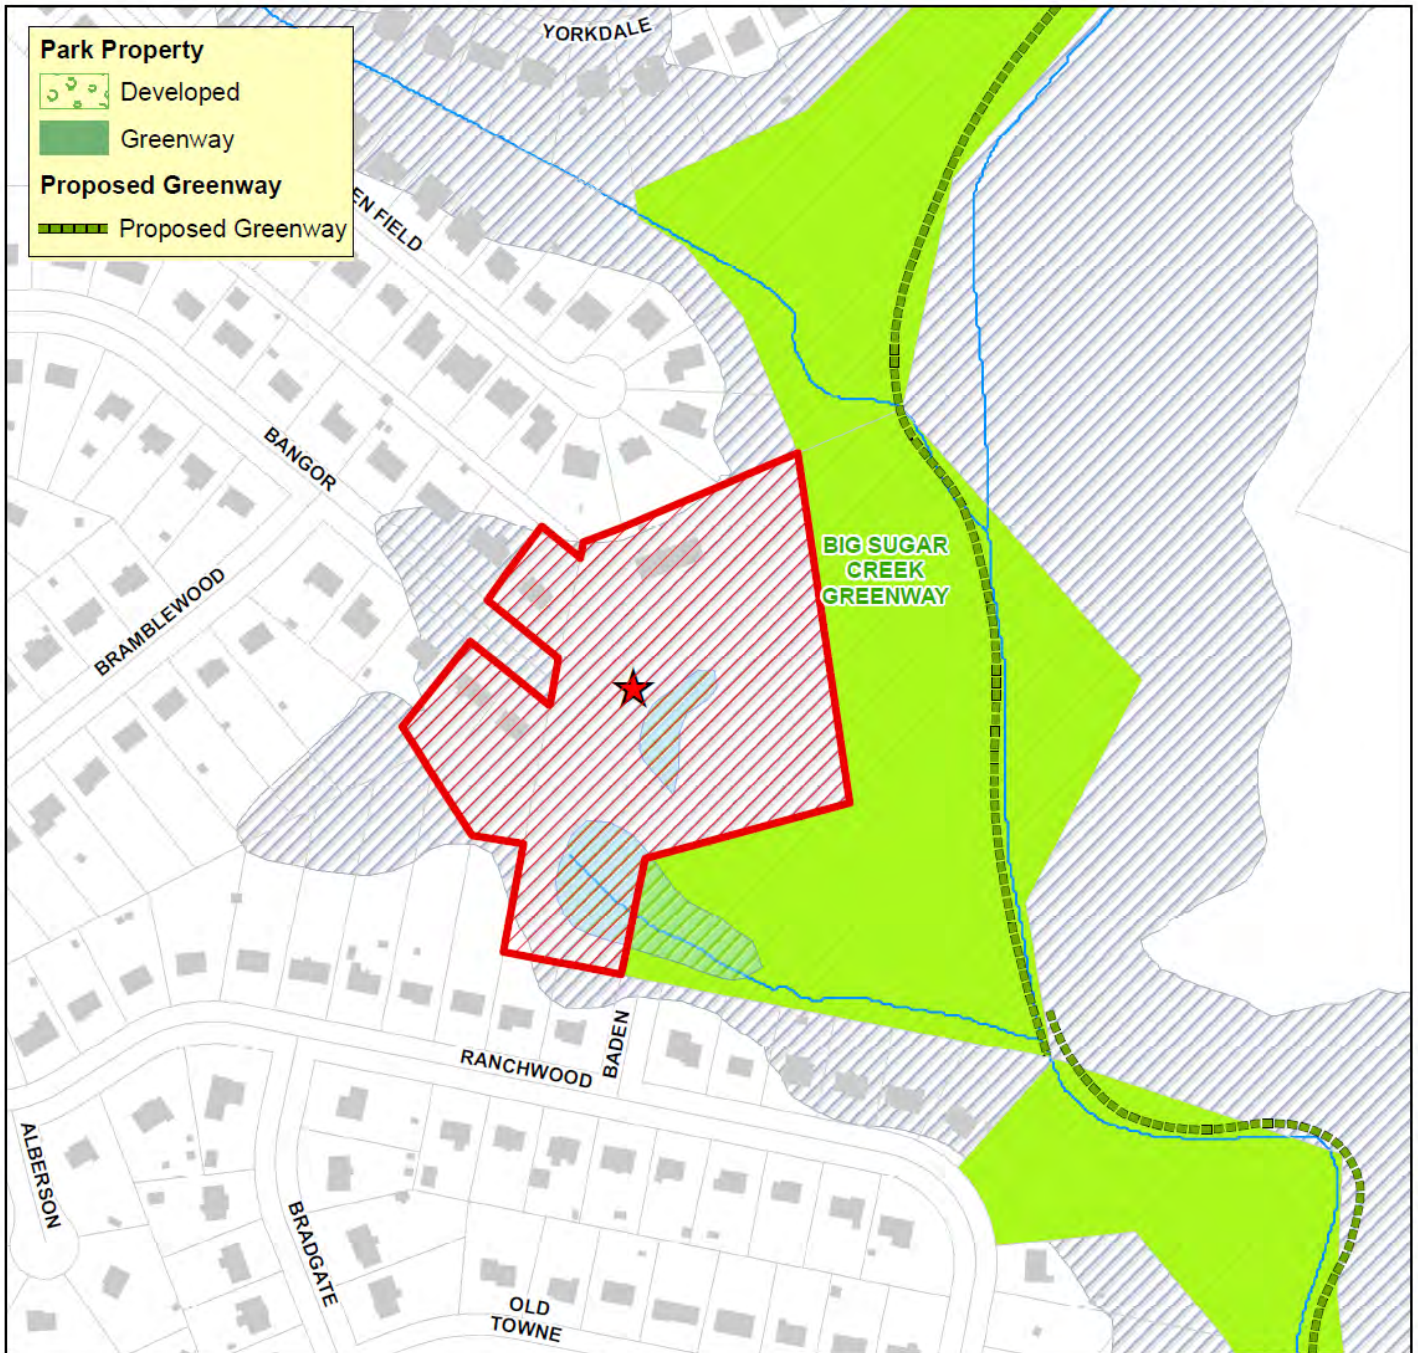 Park Property
Developed
Greenway
Proposed Greenway
Proposed Greenway
YORKDALE
EN FIELD
BANGOR
BRAMBLEWOOD
BIG SUGAR
CREEK
GREENWAY
BADEN
RANCHWOOD
ALBERSON
BRADGATE
OLD
TOWNE